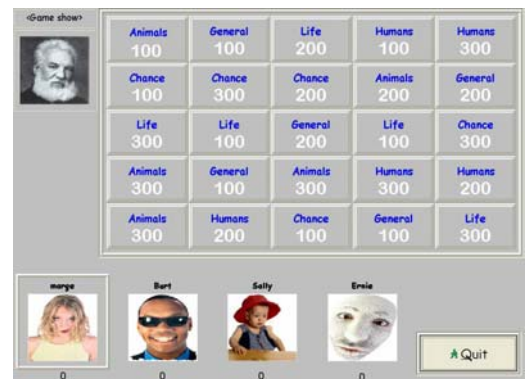 <Game show>
Animals General Life Humans Humans
100 100 200 100 300
Chance Chance Chance Animals General
100 300 200 200 200
Life Life General Life Chance
300 100 200 100 300
Animals General Animals Humans Humans
300 100 300 300 200
Animals Humans Chance General Life
300 200 100 100 300
marge Bart Sally Ernie
0 0 0 0
Quit